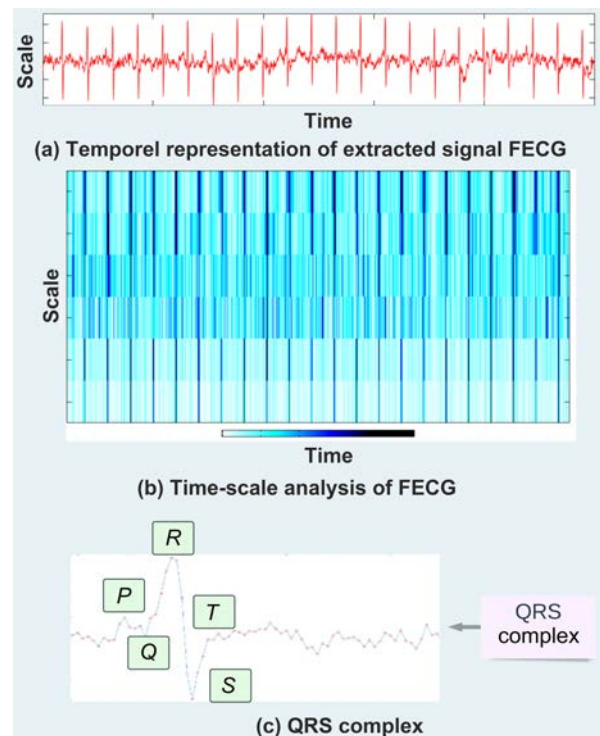 Scale
Time
(a) Temporel representation of extracted signal FECG
Scale
Time
(b) Time-scale analysis of FECG
R
P
T
Q
S
QRS
complex
(c) QRS complex